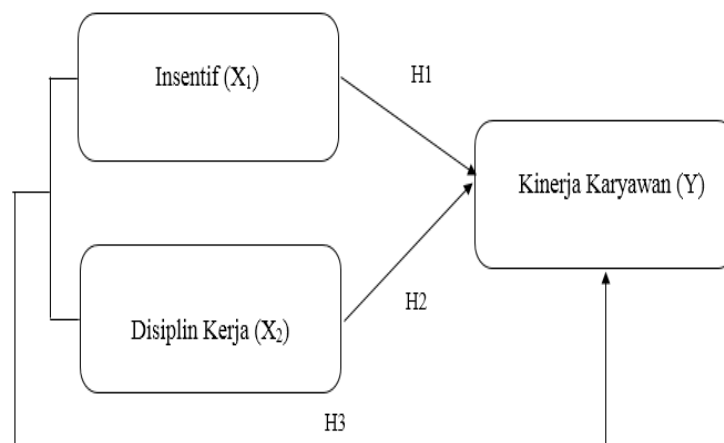 Insentif (X₁)
H1
Kinerja Karyawan (Y)
H2
Disiplin Kerja (X₂)
H3